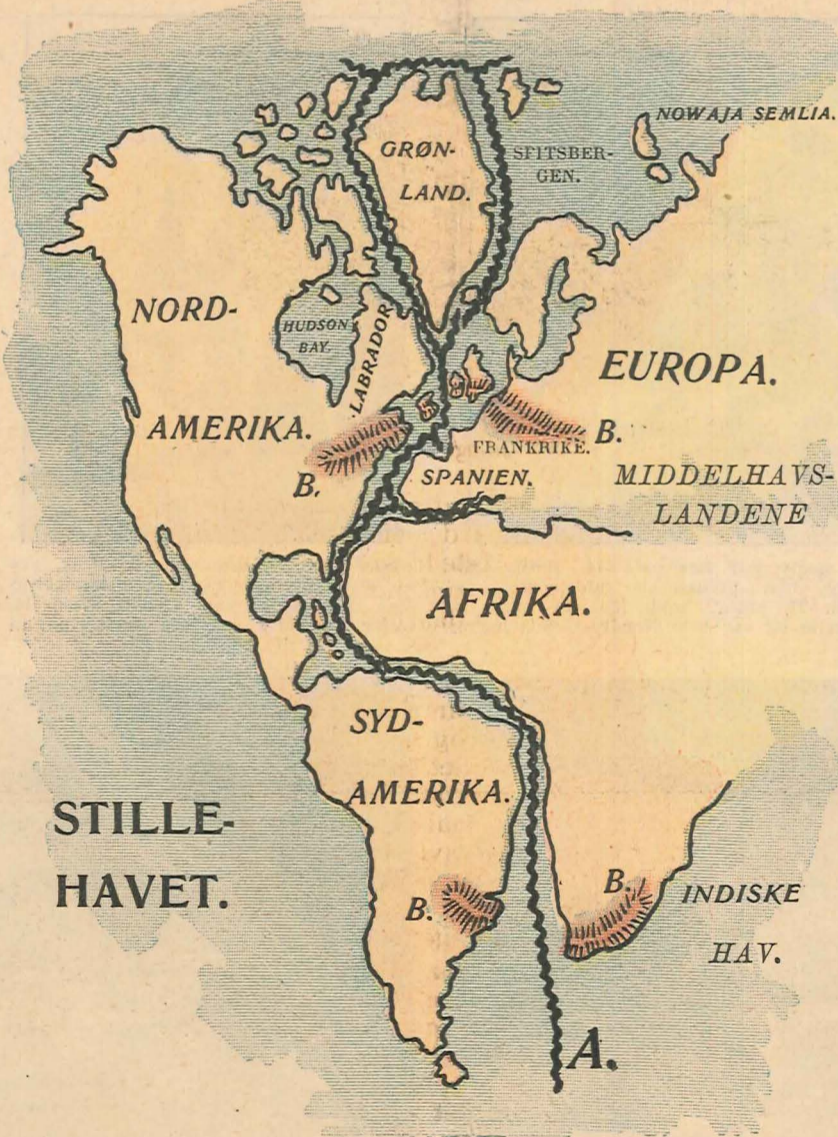 NOWAJA SEMLIA.
GRØN-
LAND.
SPITSBER-
GEN.
NORD-
HUDSON
BAY.
LABRADOR
EUROPA.
AMERIKA.
B.
FRANKRIKE.
B.
B.
SPANIEN.
MIDDELHAVS-
LANDENE
AFRIKA.
SYD-
AMERIKA.
STILLE-
HAVET.
B.
B.
INDISKE
HAV.
A.